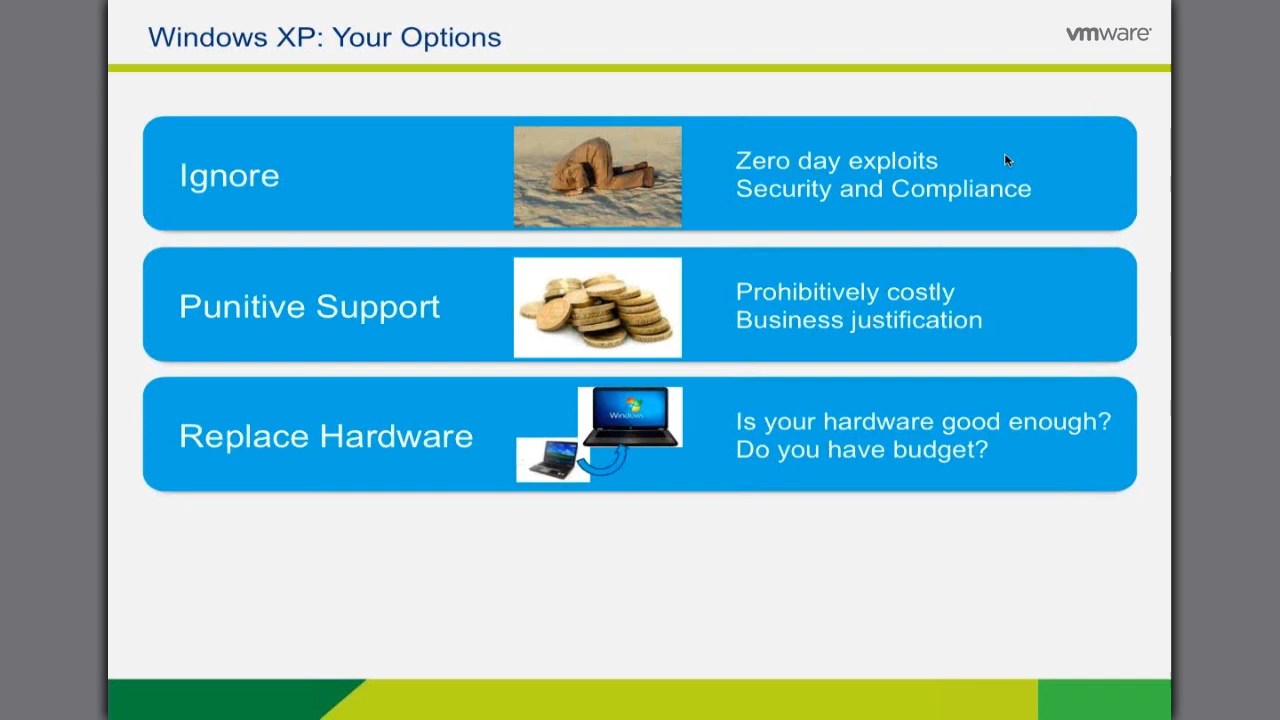 Windows XP: Your Options
vmware
Ignore
Zero day exploits
Security and Compliance
Punitive Support
Prohibitively costly
Business justification
Replace Hardware
Windows
Is your hardware good enough?
Do you have budget?